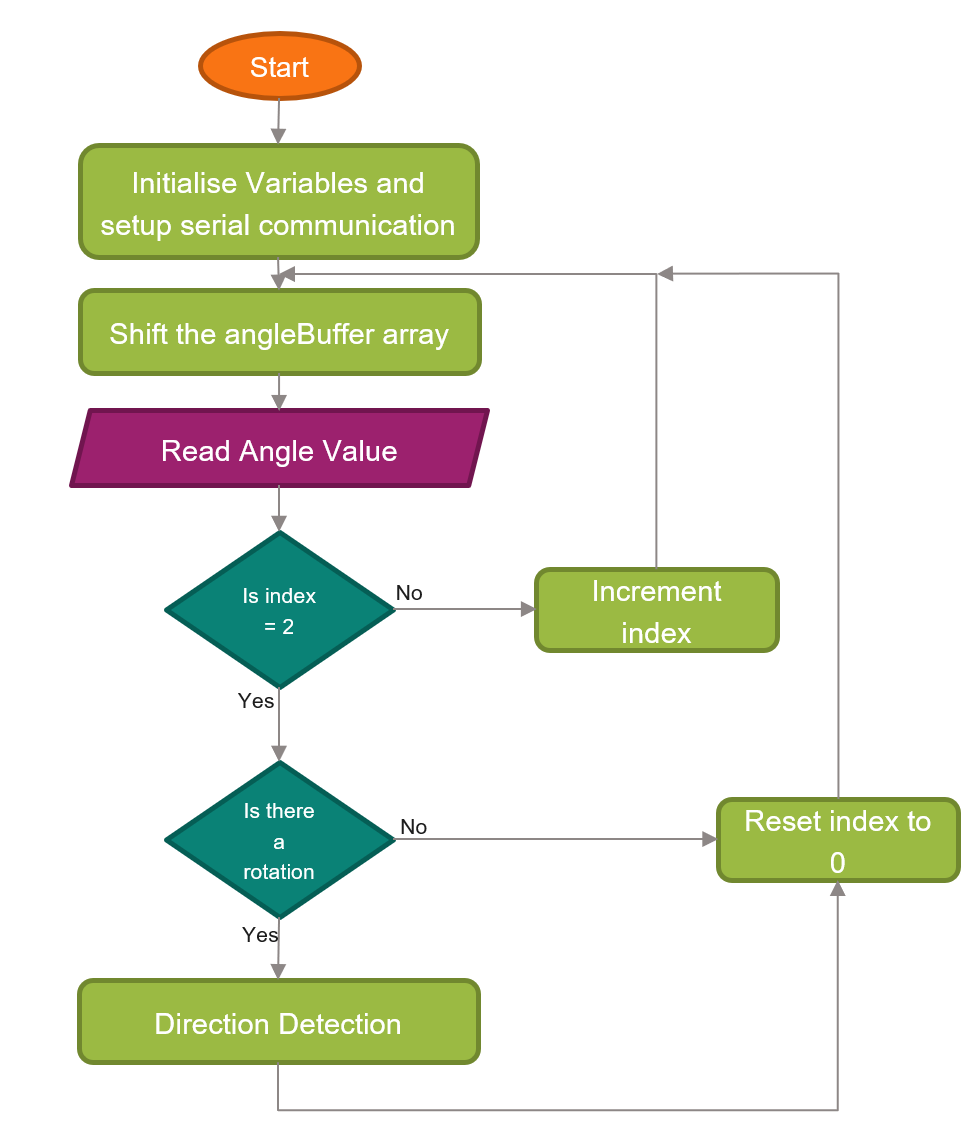 Start
Initialise Variables and
setup serial communication
Shift the angleBuffer array
Read Angle Value
Is index
= 2
No
Increment
index
Yes
Is there
a
rotation
No
Reset index to
0
Yes
Direction Detection